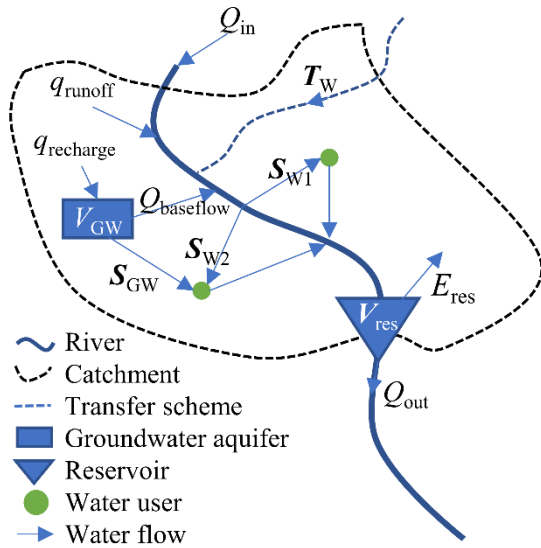 Q_in
T_W
q_runoff
q_recharge
S_W1
V_GW
Q_baseflow
S_W2
S_GW
E_res
V_res
River
Catchment
Q_out
Transfer scheme
Groundwater aquifer
Reservoir
Water user
Water flow